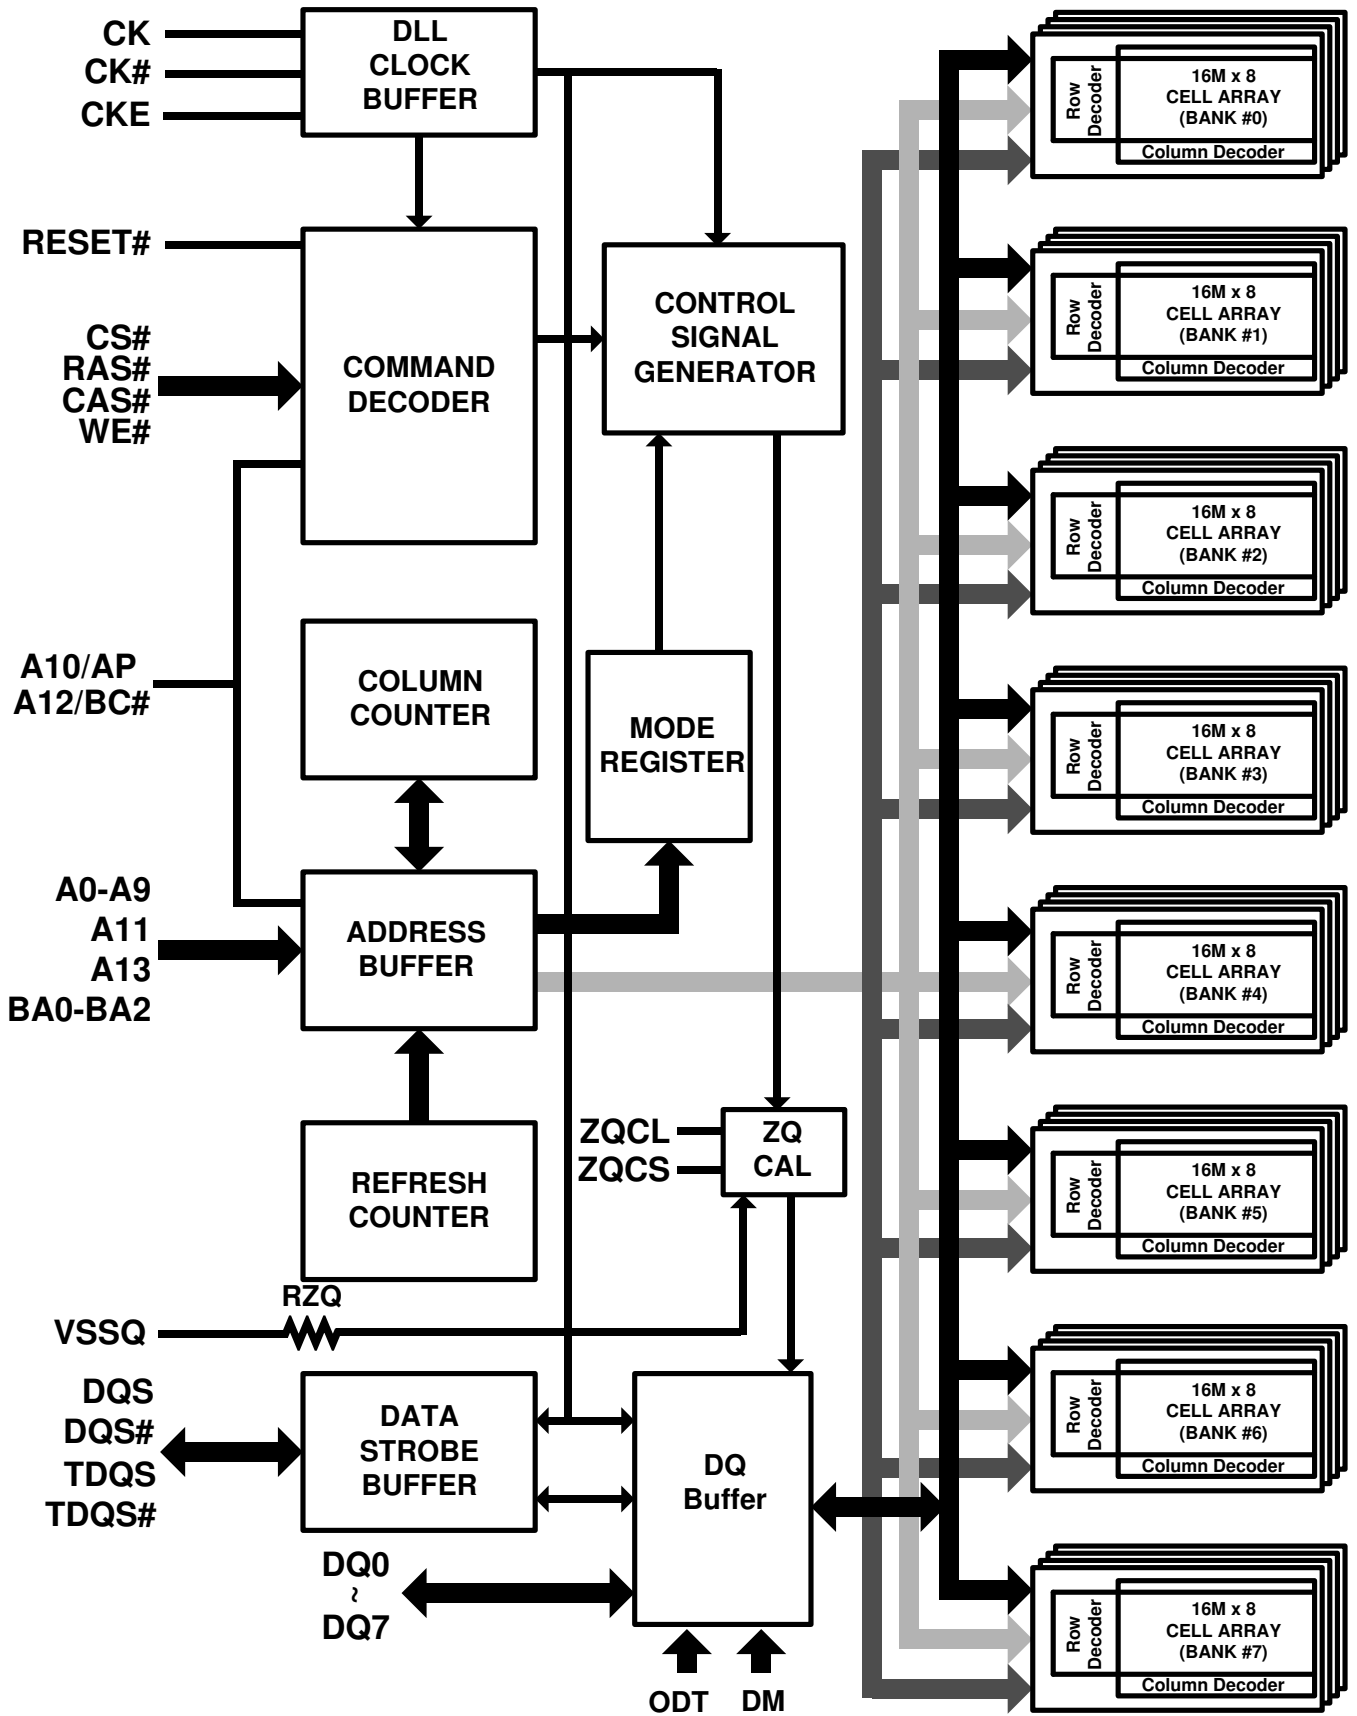 CK
CK#
CKE
DLL
CLOCK
BUFFER
RESET#
CS#
RAS#
CAS#
WE#
COMMAND
DECODER
CONTROL
SIGNAL
GENERATOR
A10/AP
A12/BC#
COLUMN
COUNTER
MODE
REGISTER
A0-A9
A11
A13
BA0-BA2
ADDRESS
BUFFER
REFRESH
COUNTER
ZQCL
ZQCS
ZQ
CAL
RZQ
VSSQ
DQS
DQS#
TDQS
TDQS#
DATA
STROBE
BUFFER
DQ
Buffer
DQ0
~
DQ7
ODT
DM
Row
Decoder
16M x 8
CELL ARRAY
(BANK #0)
Column Decoder
Row
Decoder
16M x 8
CELL ARRAY
(BANK #1)
Column Decoder
Row
Decoder
16M x 8
CELL ARRAY
(BANK #2)
Column Decoder
Row
Decoder
16M x 8
CELL ARRAY
(BANK #3)
Column Decoder
Row
Decoder
16M x 8
CELL ARRAY
(BANK #4)
Column Decoder
Row
Decoder
16M x 8
CELL ARRAY
(BANK #5)
Column Decoder
Row
Decoder
16M x 8
CELL ARRAY
(BANK #6)
Column Decoder
Row
Decoder
16M x 8
CELL ARRAY
(BANK #7)
Column Decoder